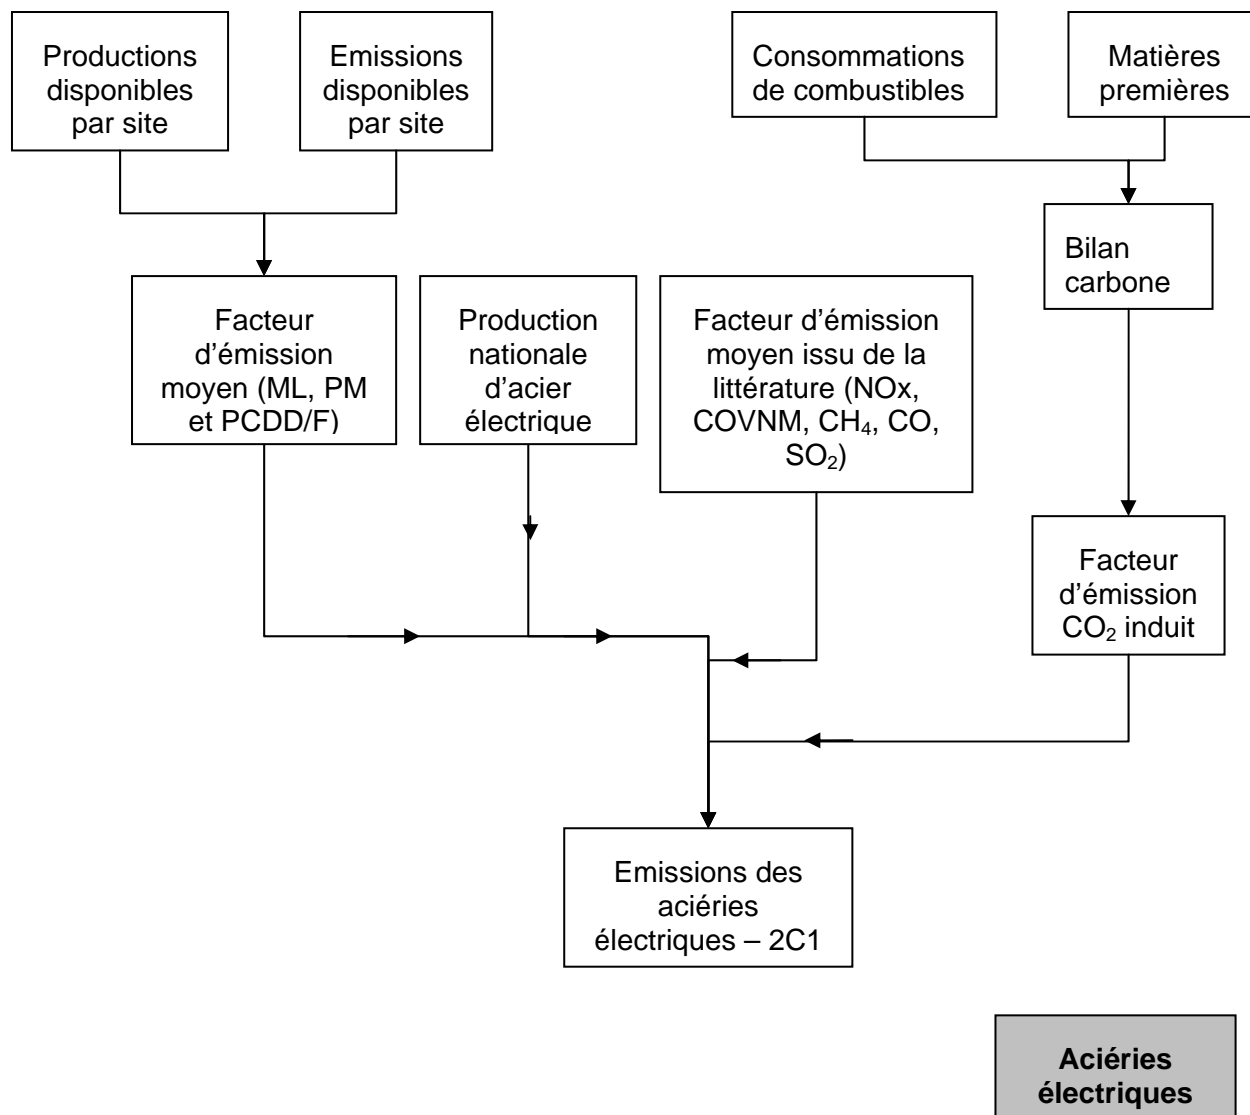 Productions
disponibles
par site
Emissions
disponibles
par site
Consommations
de combustibles
Matières
premières
Bilan
carbone
Facteur
d’émission
moyen (ML, PM
et PCDD/F)
Production
nationale
d’acier
électrique
Facteur d’émission
moyen issu de la
littérature (NOx,
COVNM, CH₄, CO,
SO₂)
Facteur
d’émission
CO₂ induit
Emissions des
aciéries
électriques – 2C1
Aciéries
électriques